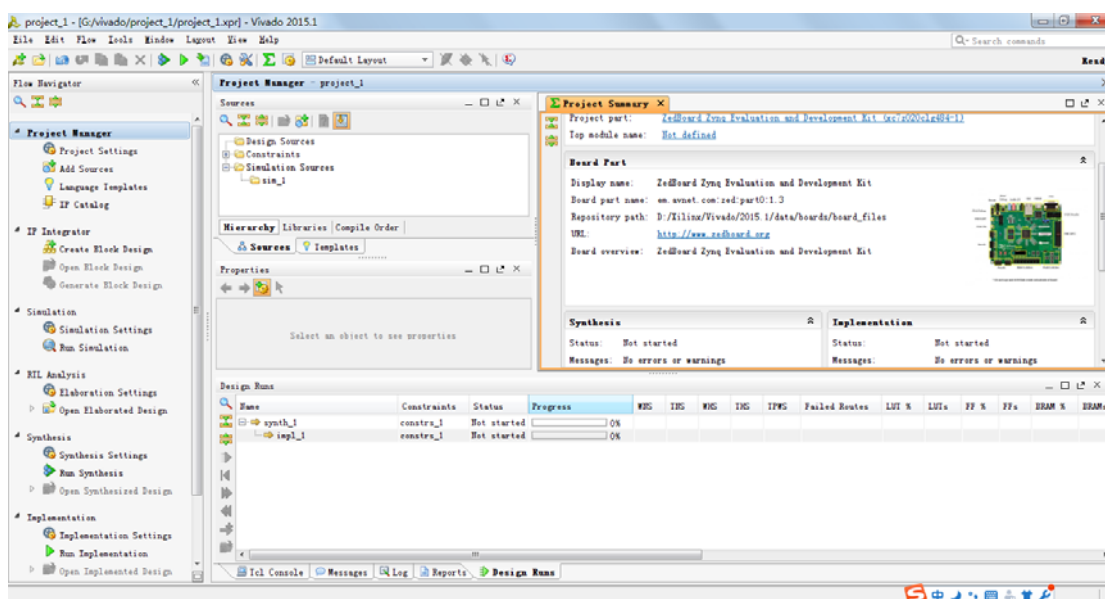 project_1 - [G:/vivado/project_1/project_1.xpr] - Vivado 2015.1
File Edit Flow Tools Window Layout View Help
Search commands
Default Layout
Read
Flow Navigator
Project Manager
Project Settings
Add Sources
Language Templates
IP Catalog
IP Integrator
Create Block Design
Open Block Design
Generate Block Design
Simulation
Simulation Settings
Run Simulation
RTL Analysis
Elaboration Settings
Open Elaborated Design
Synthesis
Synthesis Settings
Run Synthesis
Open Synthesized Design
Implementation
Implementation Settings
Run Implementation
Open Implemented Design
Project Manager - project_1
Sources
Design Sources
Constraints
Simulation Sources
sim_1
Hierarchy Libraries Compile Order
Sources Templates
Properties
Select an object to see properties
Project Summary
Project part: ZedBoard Zynq Evaluation and Development Kit (xc7z020clg484-1)
Top module name: Not defined
Board Part
Display name: ZedBoard Zynq Evaluation and Development Kit
Board part name: em.avnet.com:zed:part0:1.3
Repository path: D:/Xilinx/Vivado/2015.1/data/boards/board_files
URL: http://www.zedboard.org
Board overview: ZedBoard Zynq Evaluation and Development Kit
Synthesis
Status: Not started
Messages: No errors or warnings
Implementation
Status: Not started
Messages: No errors or warnings
Design Runs
Name Constraints Status Progress WNS TNS WHS THS TPWS Failed Routes LUT % LUTs FF % FFs BRAM % BRAMs
synth_1 constrs_1 Not started 0%
impl_1 constrs_1 Not started 0%
Tcl Console Messages Log Reports Design Runs
中